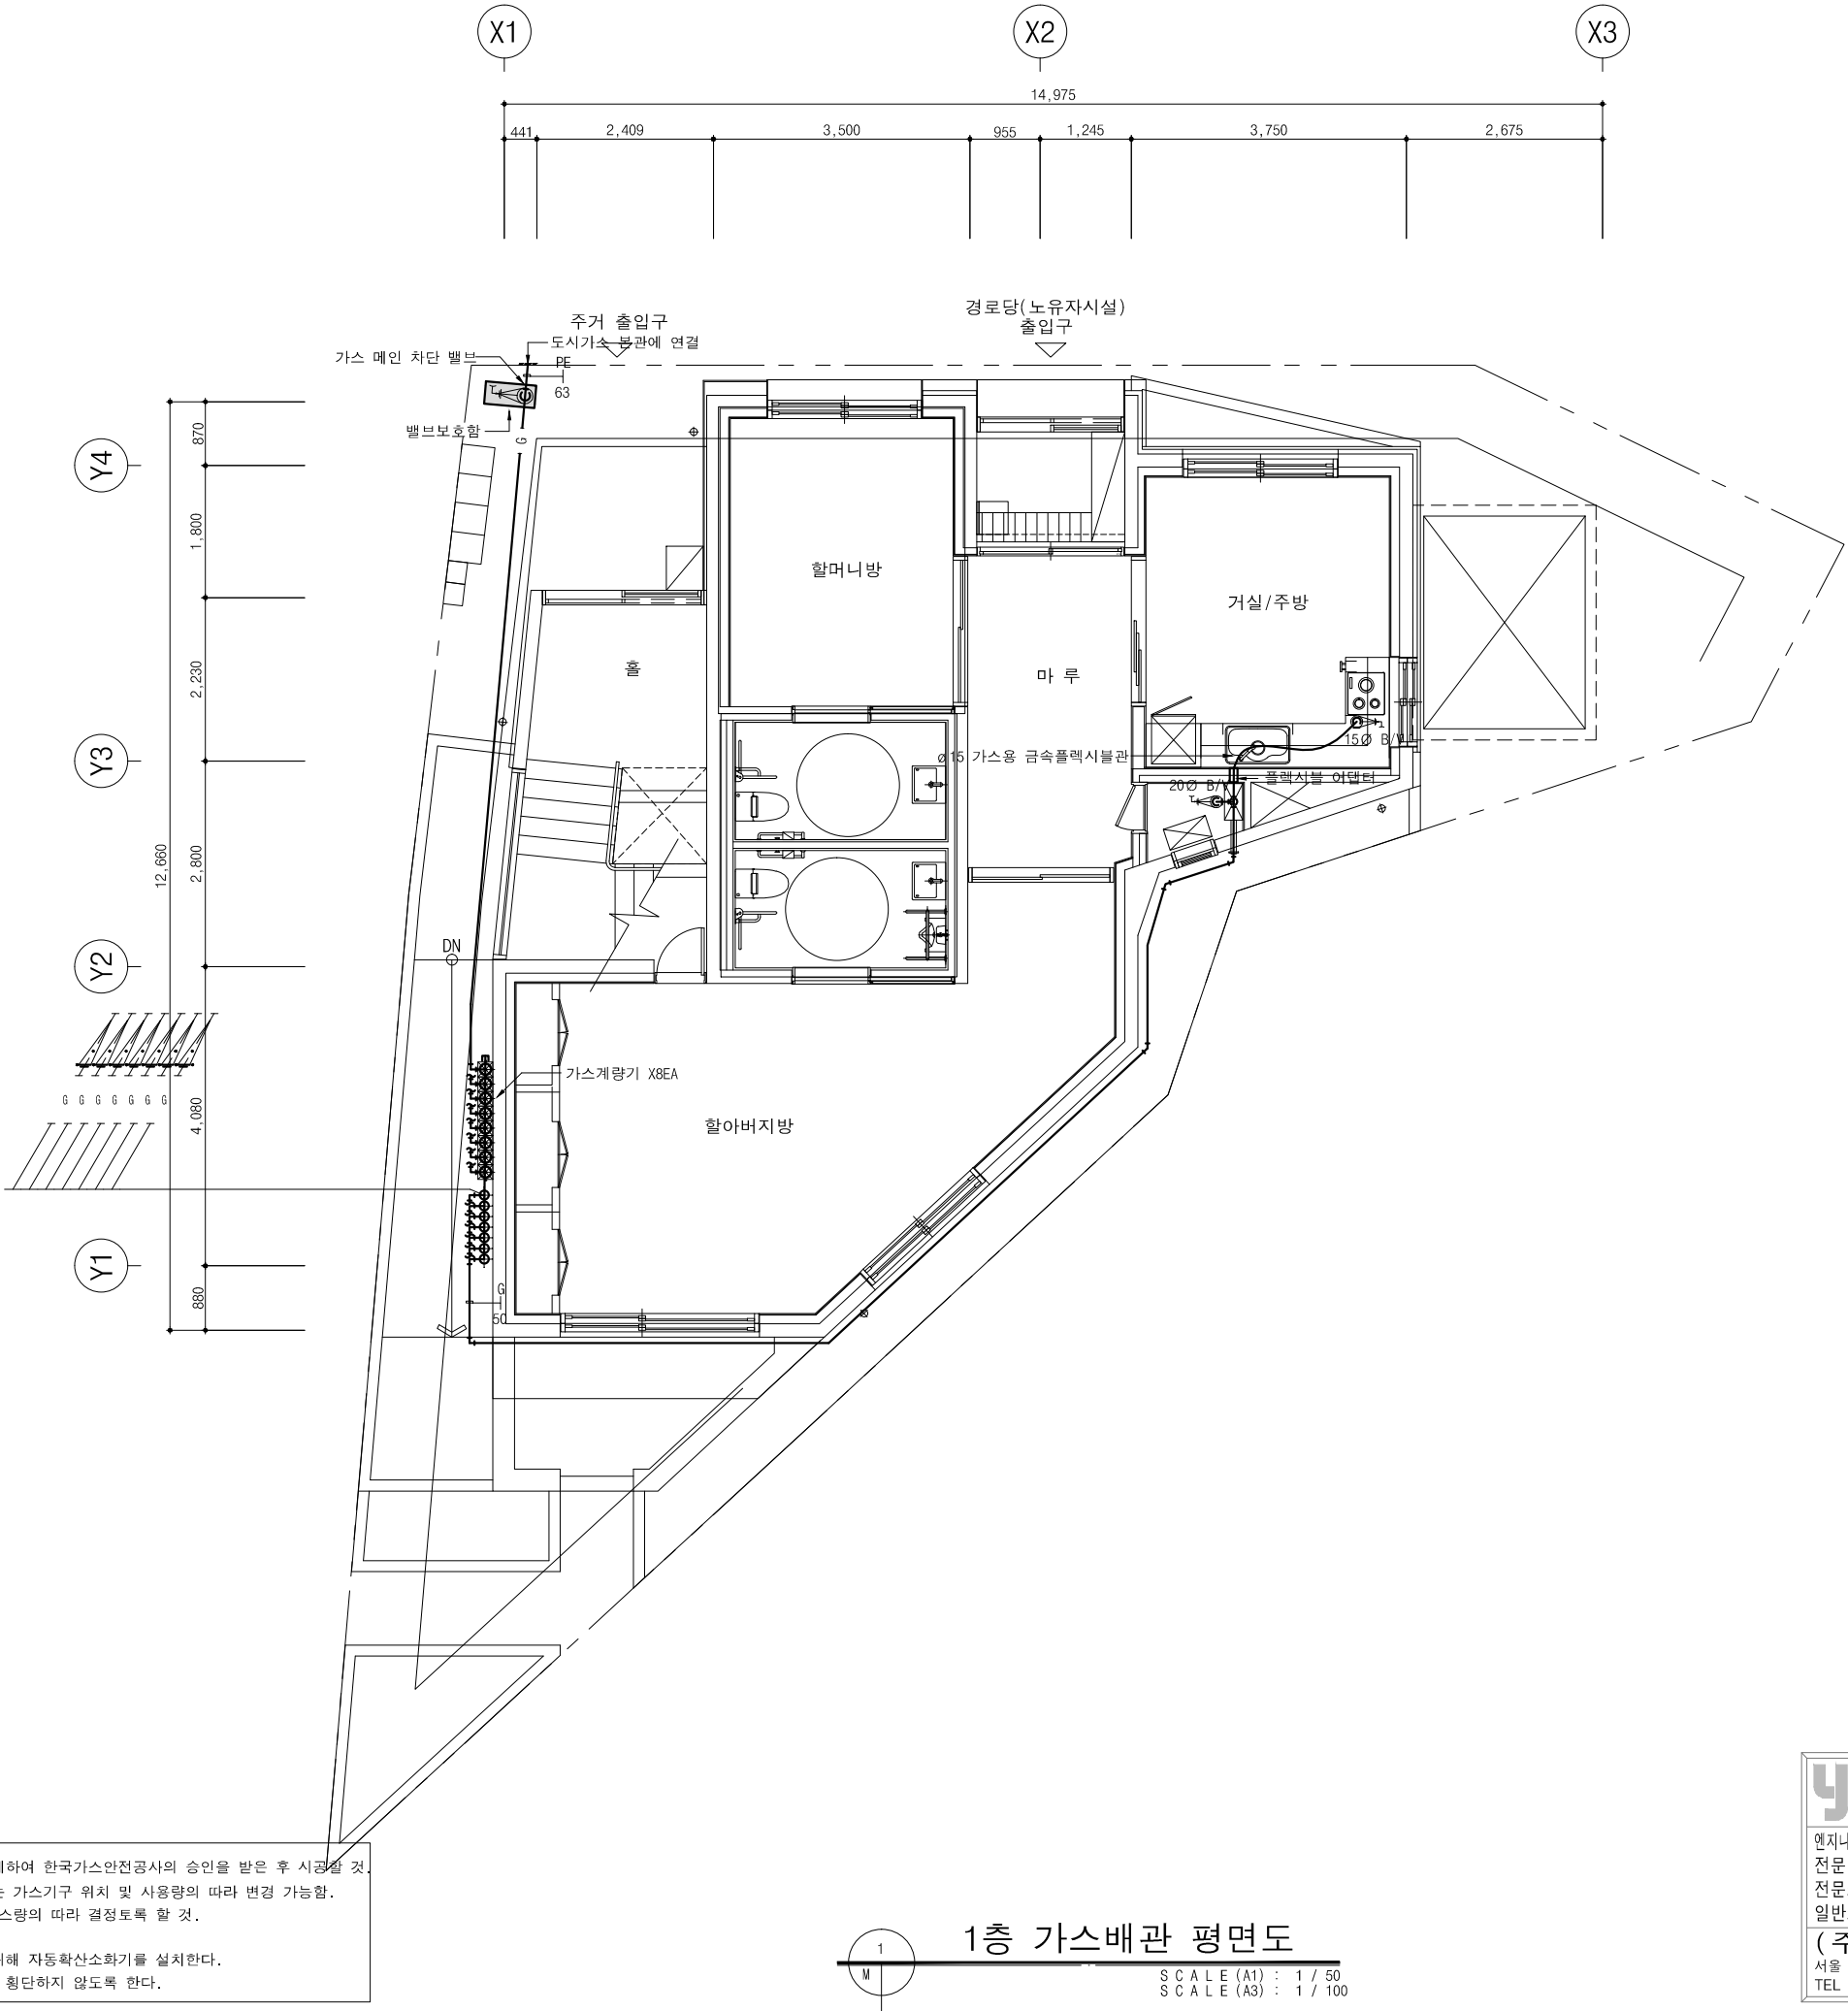 X1
X2
X3
14,975
441
2,409
3,500
955
1,245
3,750
2,675
경로당(노유자시설)
출입구
주거 출입구
도시가스 본관에 연결
가스 메인 차단 밸브
PE
63
밸브보호함
G
Y4
870
1,800
할머니방
거실/주방
홀
마 루
2,230
Y3
15Ø B/V
ø15 가스용 금속플렉시블관
플렉시블 어댑터
20Ø B/V
12,660
2,800
DN
Y2
가스계량기 X8EA
G G G G G G G
4,080
할아버지방
Y1
880
G
50
하여 한국가스안전공사의 승인을 받은 후 시공할 것.
가스기구 위치 및 사용량의 따라 변경 가능함.
스량의 따라 결정토록 할 것.
해 자동확산소화기를 설치한다.
횡단하지 않도록 한다.
1
M
1층 가스배관 평면도
SCALE(A1) : 1 / 50
SCALE(A3) : 1 / 100
엔지니
전문
전문
일반
(주
서울
TEL